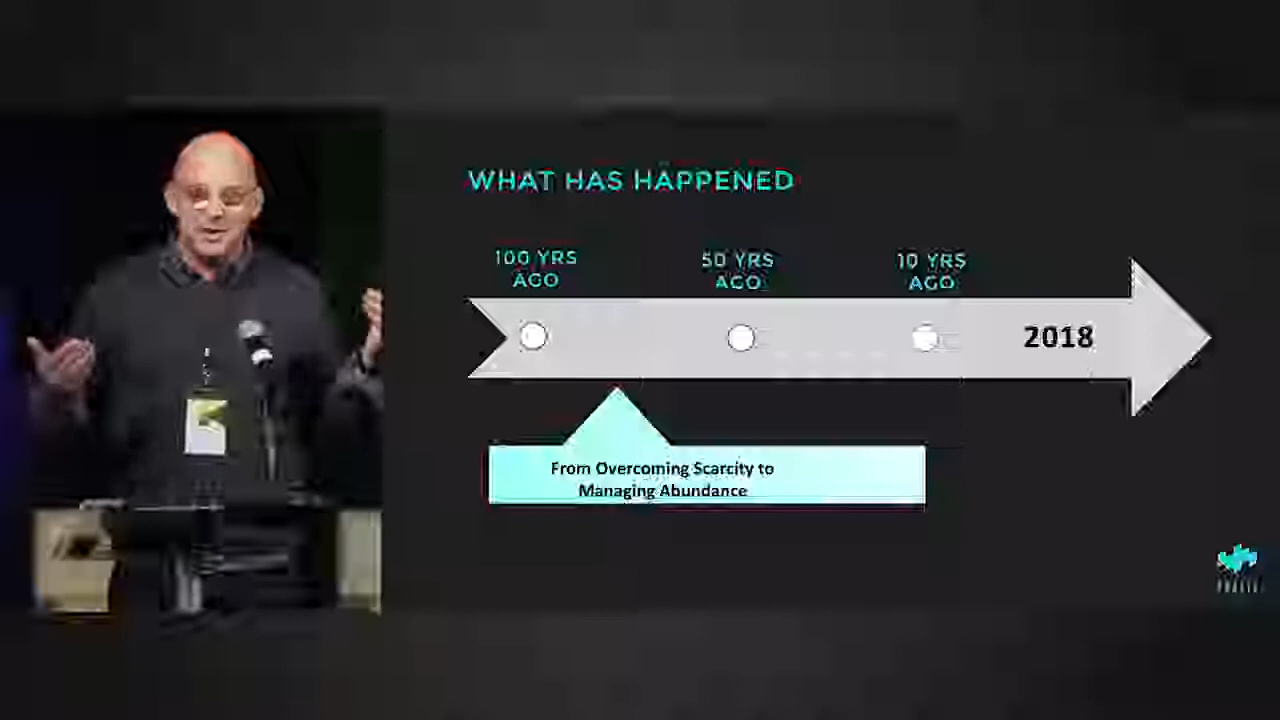 WHAT HAS HAPPENED
100 YRS
AGO
50 YRS
AGO
10 YRS
AGO
2018
From Overcoming Scarcity to
Managing Abundance